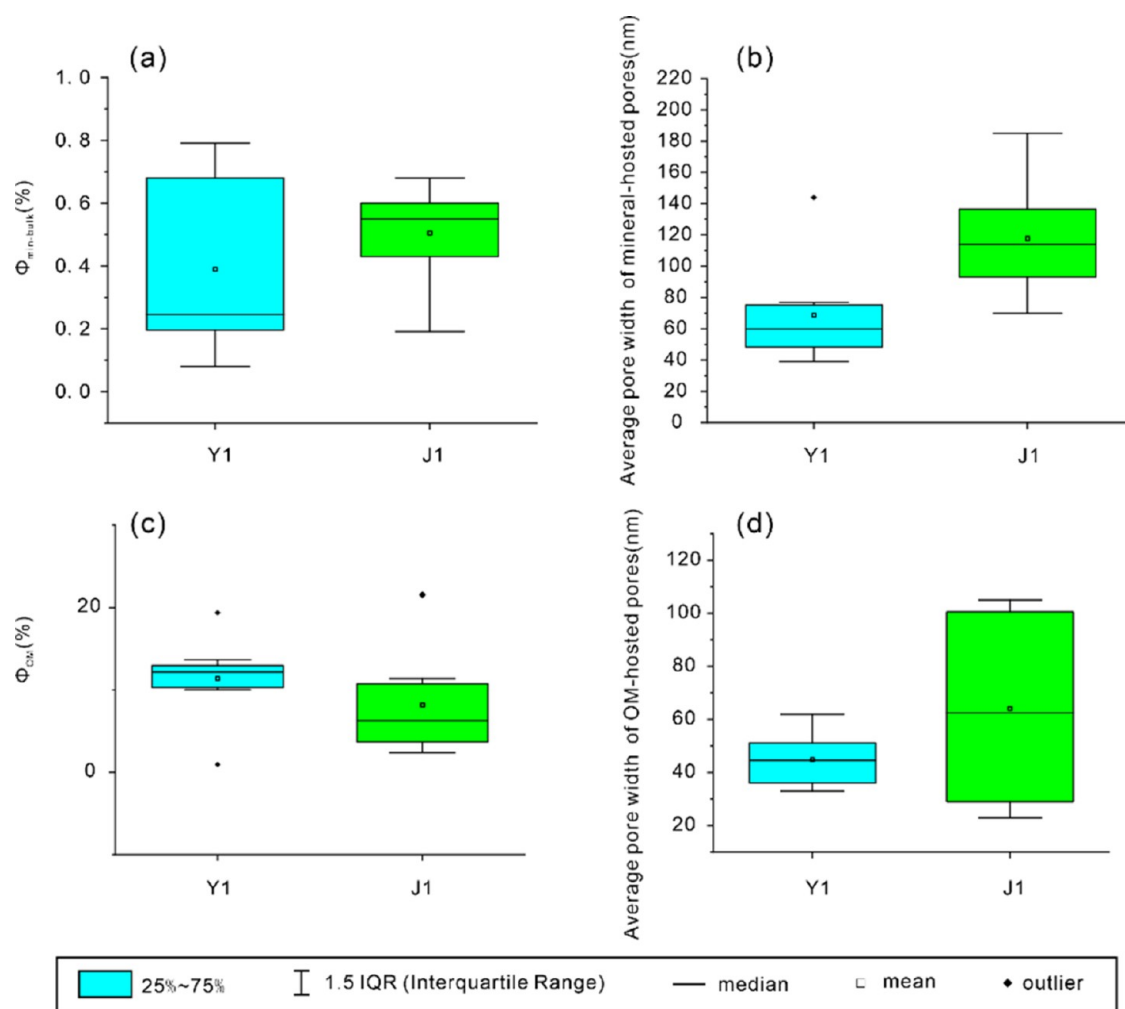 (a)
1. 0
0. 8
0. 6
0. 4
0. 2
0. 0
Φmin-bulk(%)
Y1
J1
(b)
220
200
180
160
140
120
100
80
60
40
20
0
Average pore width of mineral-hosted pores(nm)
Y1
J1
(c)
20
0
ΦOM(%)
Y1
J1
(d)
120
100
80
60
40
20
Average pore width of OM-hosted pores(nm)
Y1
J1
25%~75%
1.5 IQR (Interquartile Range)
median
mean
outlier